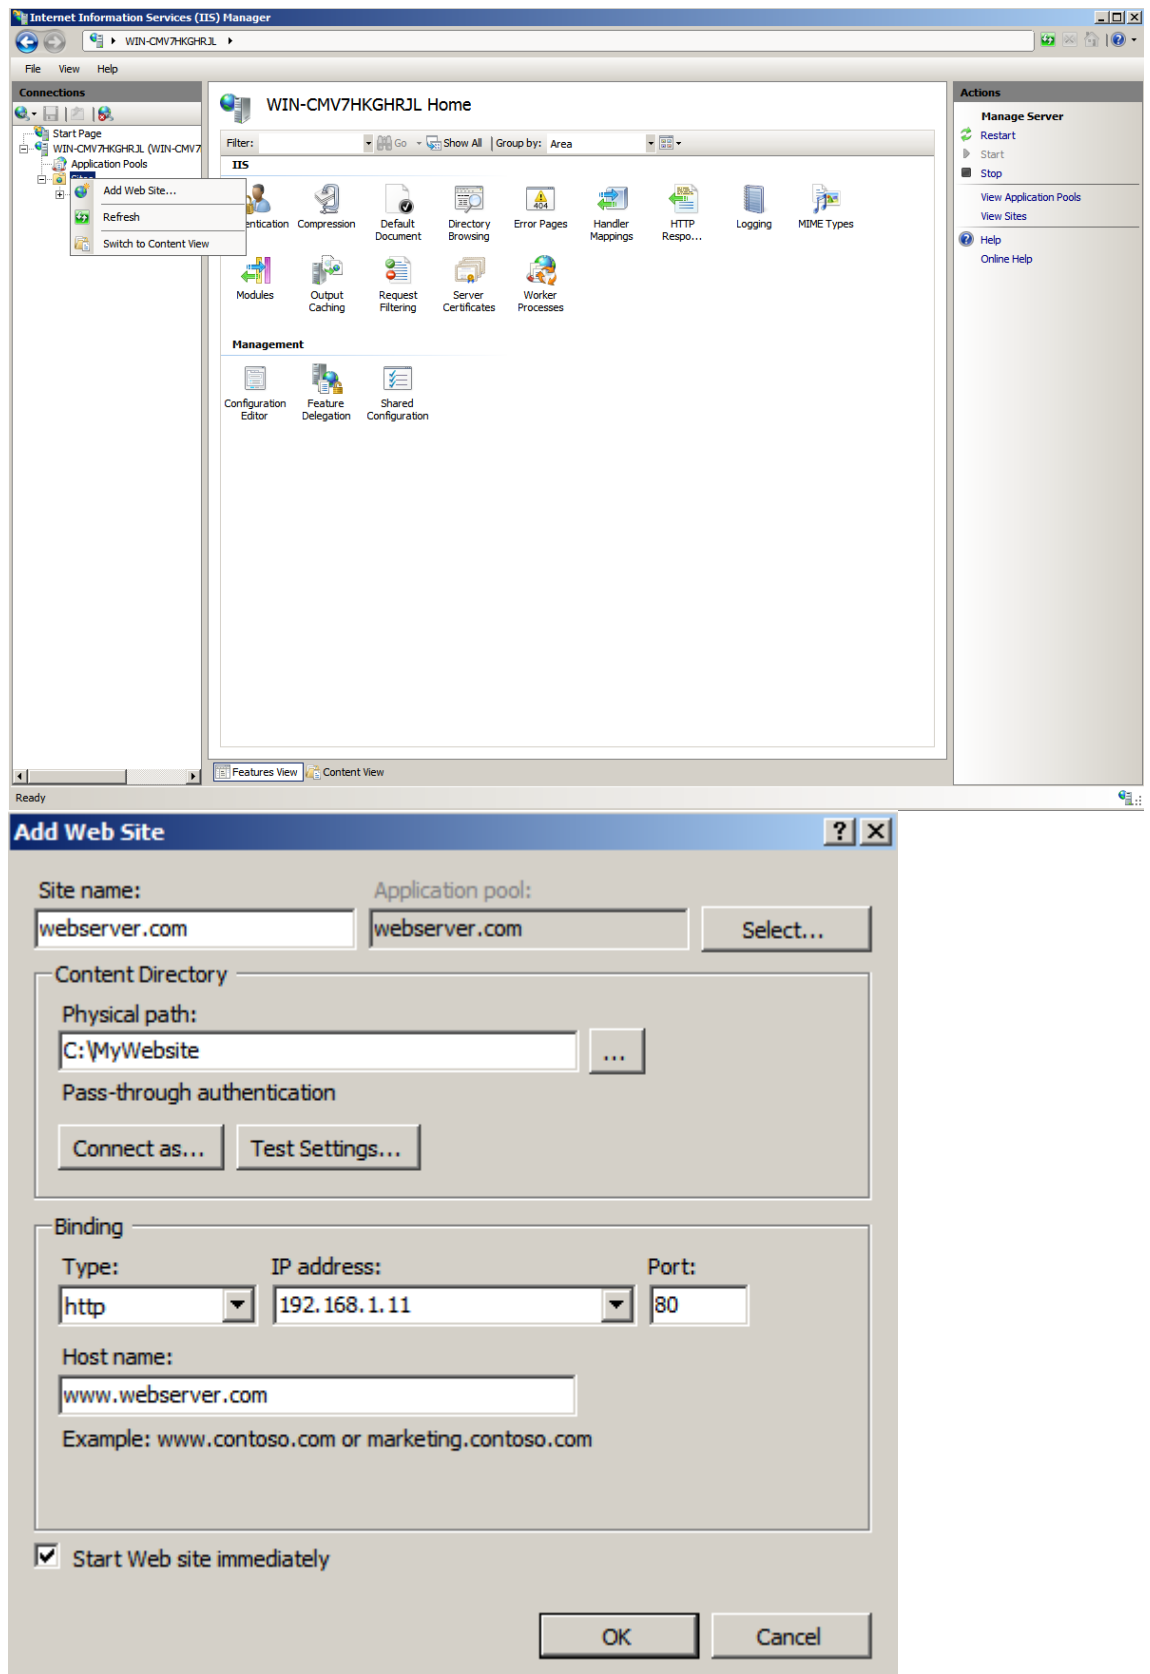 Internet Information Services (IIS) Manager
WIN-CMV7HKGHRJL
File View Help
Connections
Start Page
WIN-CMV7HKGHRJL (WIN-CMV7
Application Pools
Sites
Add Web Site...
Refresh
Switch to Content View
WIN-CMV7HKGHRJL Home
Filter: Go Show All Group by: Area
IIS
entication Compression Default Document Directory Browsing Error Pages Handler Mappings HTTP Respo... Logging MIME Types
Modules Output Caching Request Filtering Server Certificates Worker Processes
Management
Configuration Editor Feature Delegation Shared Configuration
Features View Content View
Actions
Manage Server
Restart
Start
Stop
View Application Pools
View Sites
Help
Online Help
Ready
Add Web Site
Site name: Application pool:
webserver.com webserver.com Select...
Content Directory
Physical path:
C:\MyWebsite ...
Pass-through authentication
Connect as... Test Settings...
Binding
Type: IP address: Port:
http 192.168.1.11 80
Host name:
www.webserver.com
Example: www.contoso.com or marketing.contoso.com
Start Web site immediately
OK Cancel